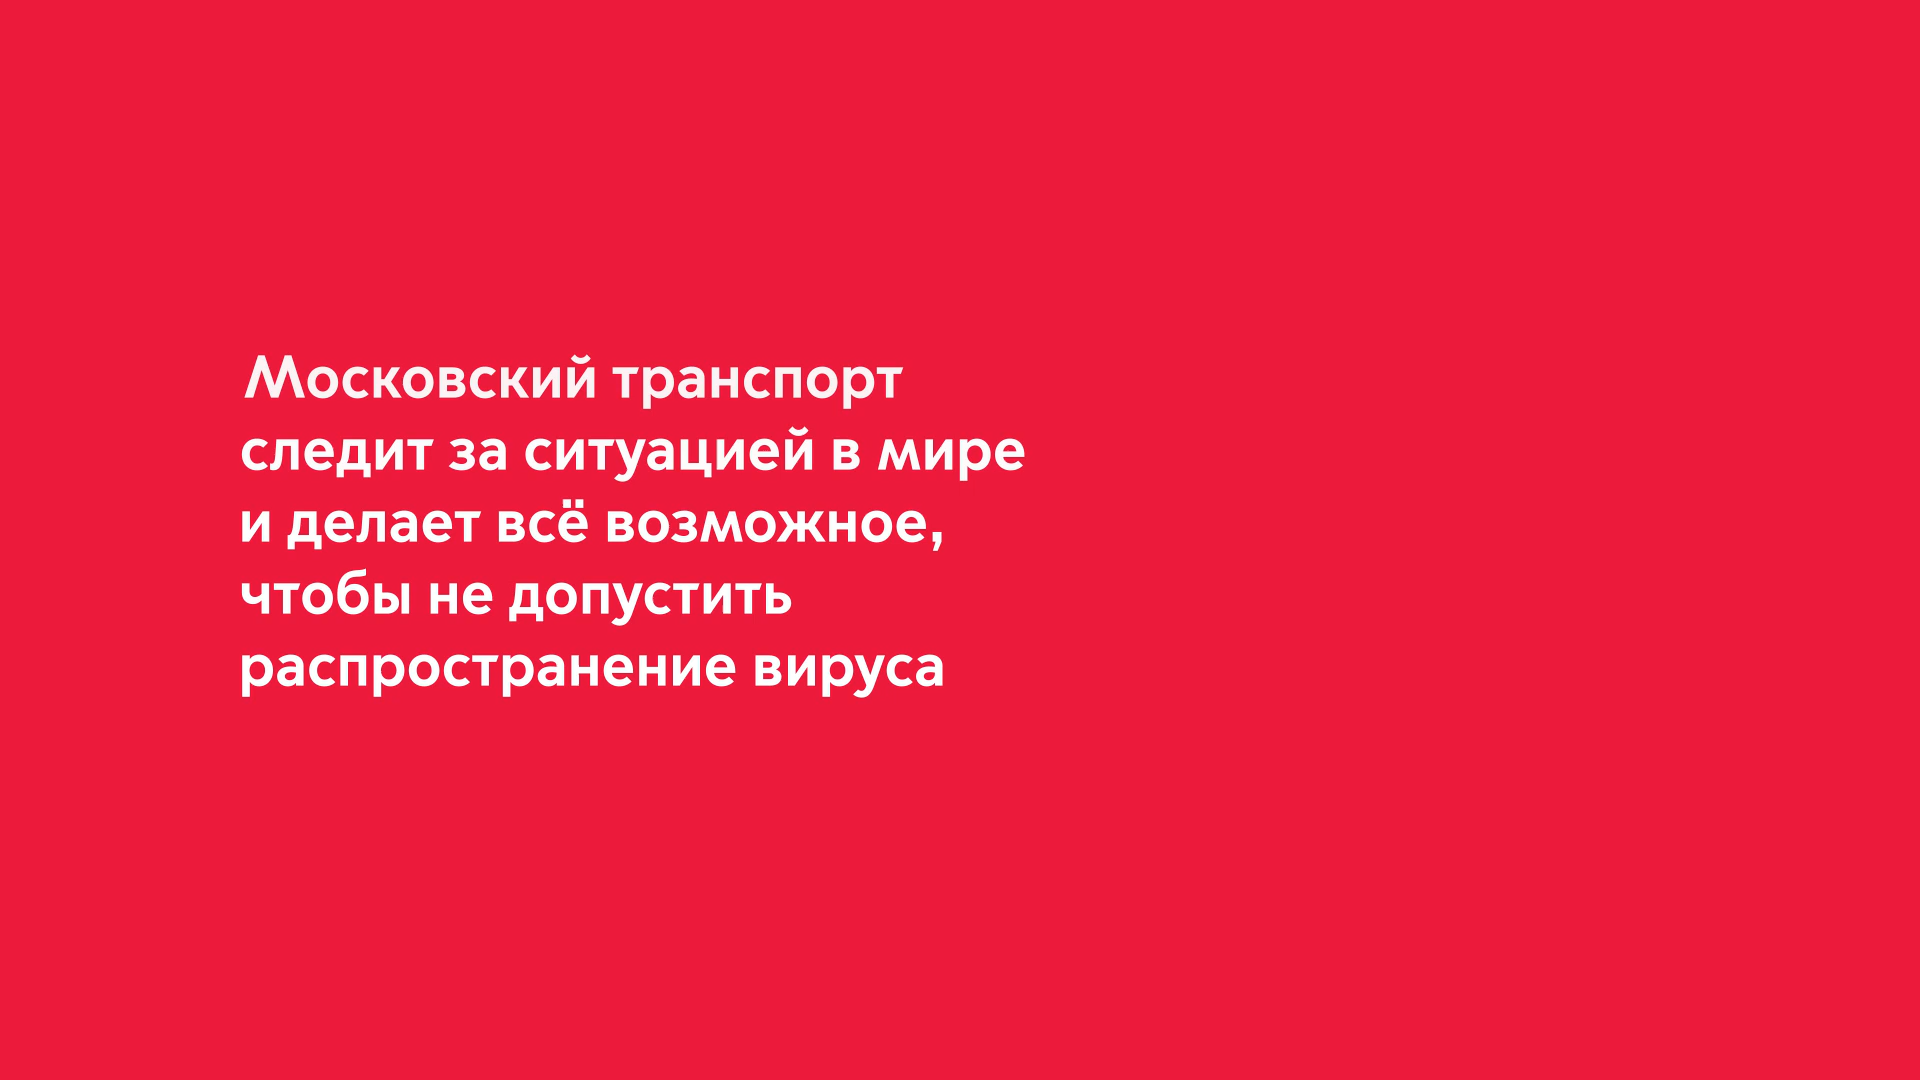 Московский транспорт
следит за ситуацией в мире
и делает всё возможное,
чтобы не допустить
распространение вируса